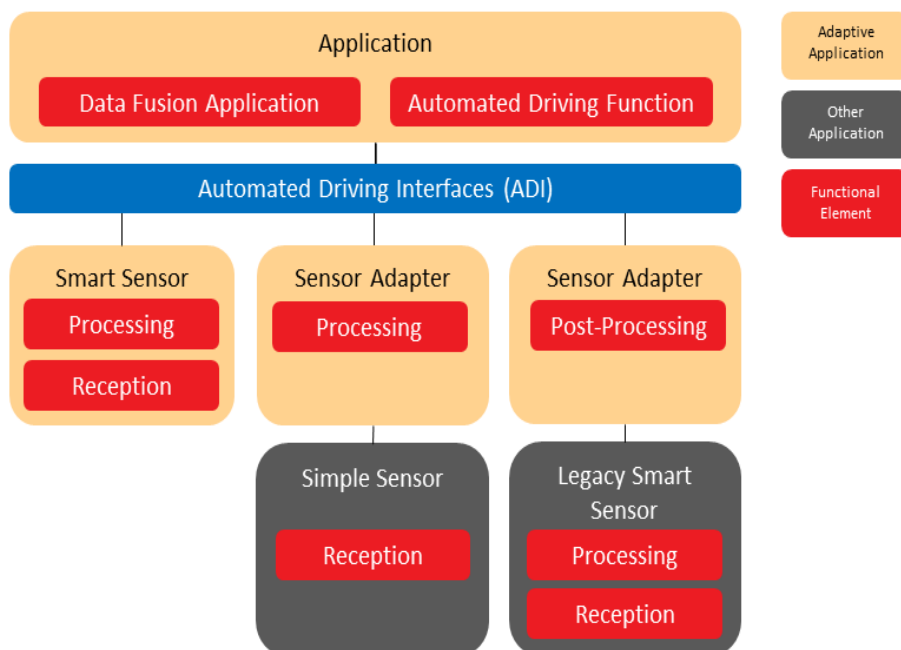 Application
Data Fusion Application
Automated Driving Function
Automated Driving Interfaces (ADI)
Smart Sensor
Processing
Reception
Sensor Adapter
Processing
Sensor Adapter
Post-Processing
Simple Sensor
Reception
Legacy Smart
Sensor
Processing
Reception
Adaptive
Application
Other
Application
Functional
Element